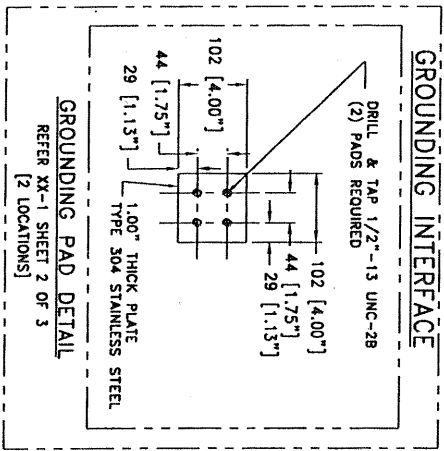 GROUNDING INTERFACE
DRILL & TAP 1/2"-13 UNC-2B
(2) PADS REQUIRED
102 [4.00"]
44 [1.75"]
29 [1.13"]
102 [4.00"]
44 [1.75"]
29 [1.13"]
1.00" THICK PLATE
TYPE 304 STAINLESS STEEL
GROUNDING PAD DETAIL
REFER XX-1 SHEET 2 OF 3
[2 LOCATIONS]